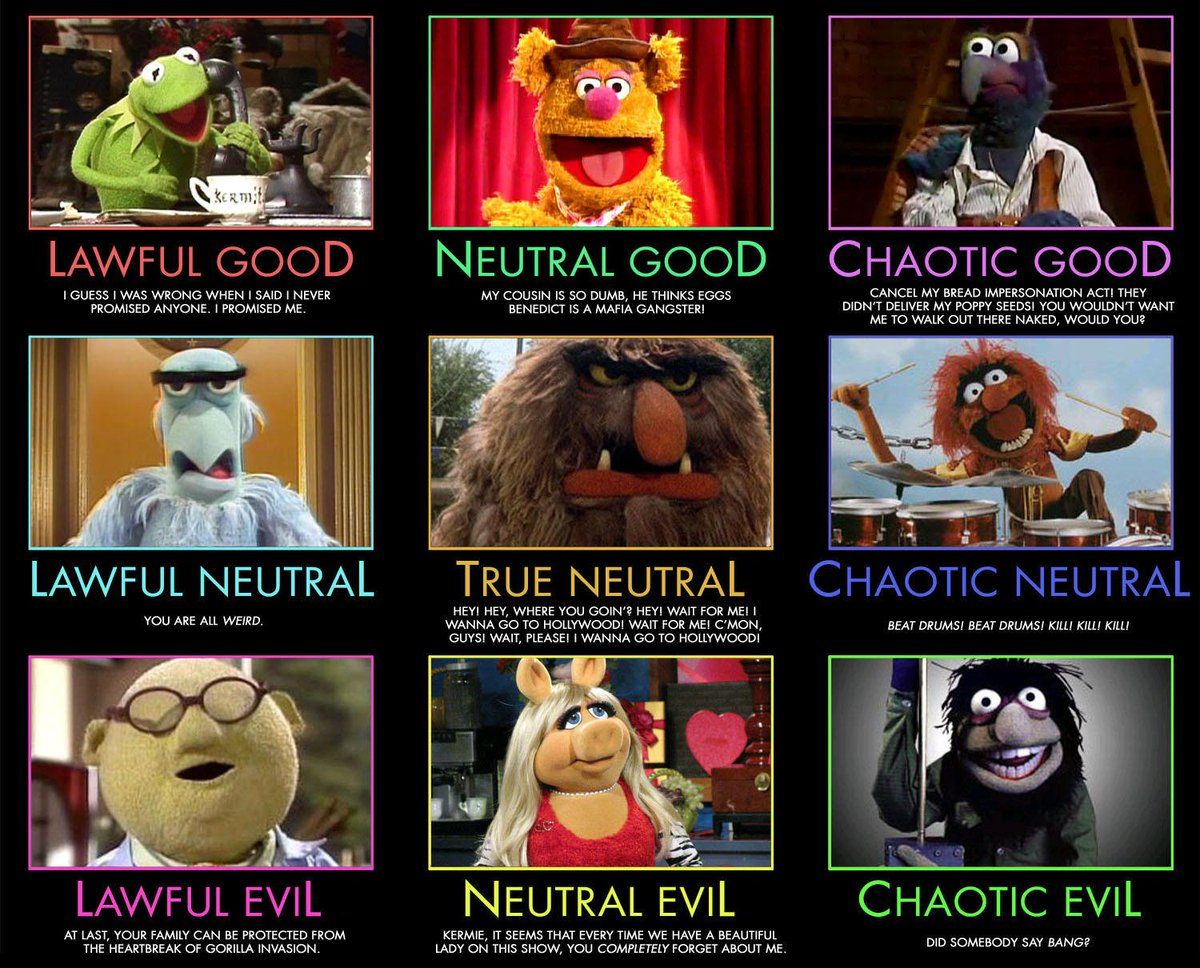 KERMIT
LAWFUL GOOD
I GUESS I WAS WRONG WHEN I SAID I NEVER
PROMISED ANYONE. I PROMISED ME.
NEUTRAL GOOD
MY COUSIN IS SO DUMB, HE THINKS EGGS
BENEDICT IS A MAFIA GANGSTER!
CHAOTIC GOOD
CANCEL MY BREAD IMPERSONATION ACT! THEY
DIDN'T DELIVER MY POPPY SEEDS! YOU WOULDN'T WANT
ME TO WALK OUT THERE NAKED, WOULD YOU?
LAWFUL NEUTRAL
YOU ARE ALL WEIRD.
TRUE NEUTRAL
HEY! HEY, WHERE YOU GOIN'? HEY! WAIT FOR ME! I
WANNA GO TO HOLLYWOOD! WAIT FOR ME! C'MON,
GUYS! WAIT, PLEASE! I WANNA GO TO HOLLYWOOD!
CHAOTIC NEUTRAL
BEAT DRUMS! BEAT DRUMS! KILL! KILL! KILL!
LAWFUL EVIL
AT LAST, YOUR FAMILY CAN BE PROTECTED FROM
THE HEARTBREAK OF GORILLA INVASION.
NEUTRAL EVIL
KERMIE, IT SEEMS THAT EVERY TIME WE HAVE A BEAUTIFUL
LADY ON THIS SHOW, YOU COMPLETELY FORGET ABOUT ME.
CHAOTIC EVIL
DID SOMEBODY SAY BANG?